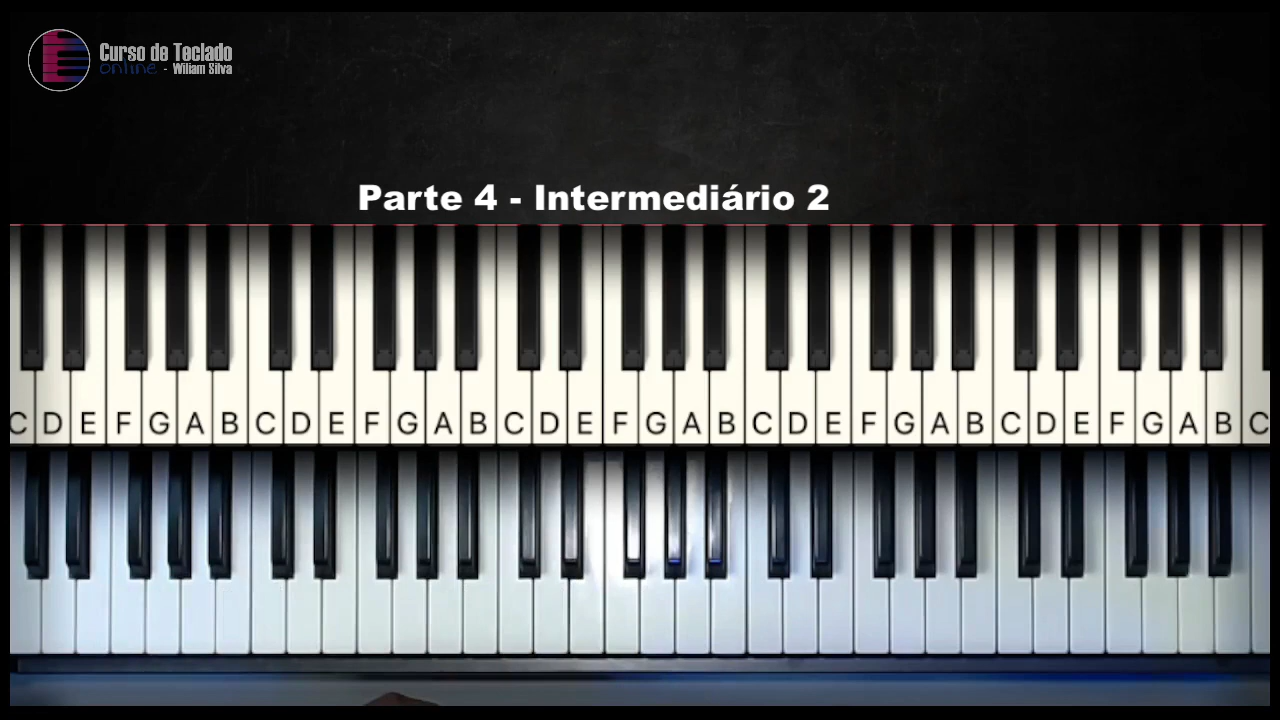 Curso de Teclado
online - Wiliam Silva
Parte 4 - Intermediário 2
C D E F G A B C D E F G A B C D E F G A B C D E F G A B C D E F G A B C